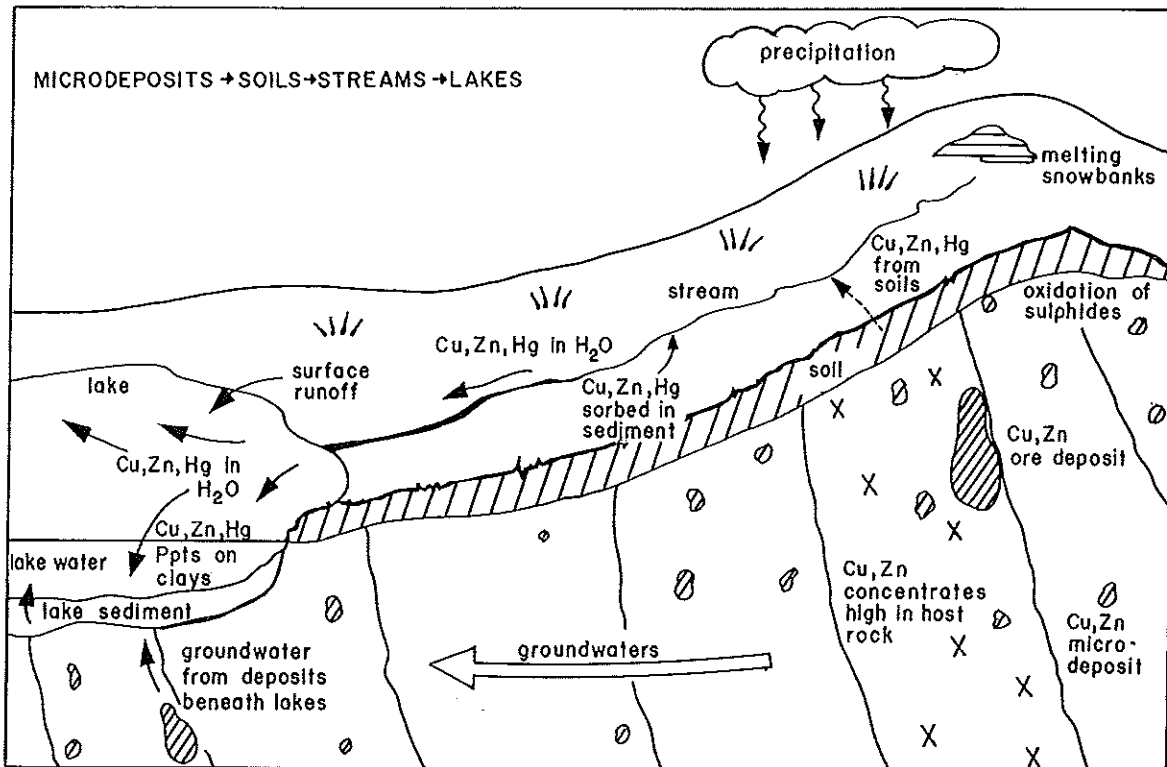 precipitation
MICRODEPOSITS → SOILS → STREAMS → LAKES
melting
snowbanks
Cu,Zn,Hg
from
soils
stream
oxidation of
sulphides
Cu,Zn,Hg in H₂O
lake
surface
runoff
soil
Cu,Zn,Hg
sorbed in
sediment
Cu,Zn
ore deposit
Cu,Zn,Hg in
H₂O
Cu,Zn,Hg
Ppts on
clays
lake water
lake sediment
Cu,Zn
concentrates
high in host
rock
Cu,Zn
micro-
deposit
groundwater
from deposits
beneath lakes
groundwaters